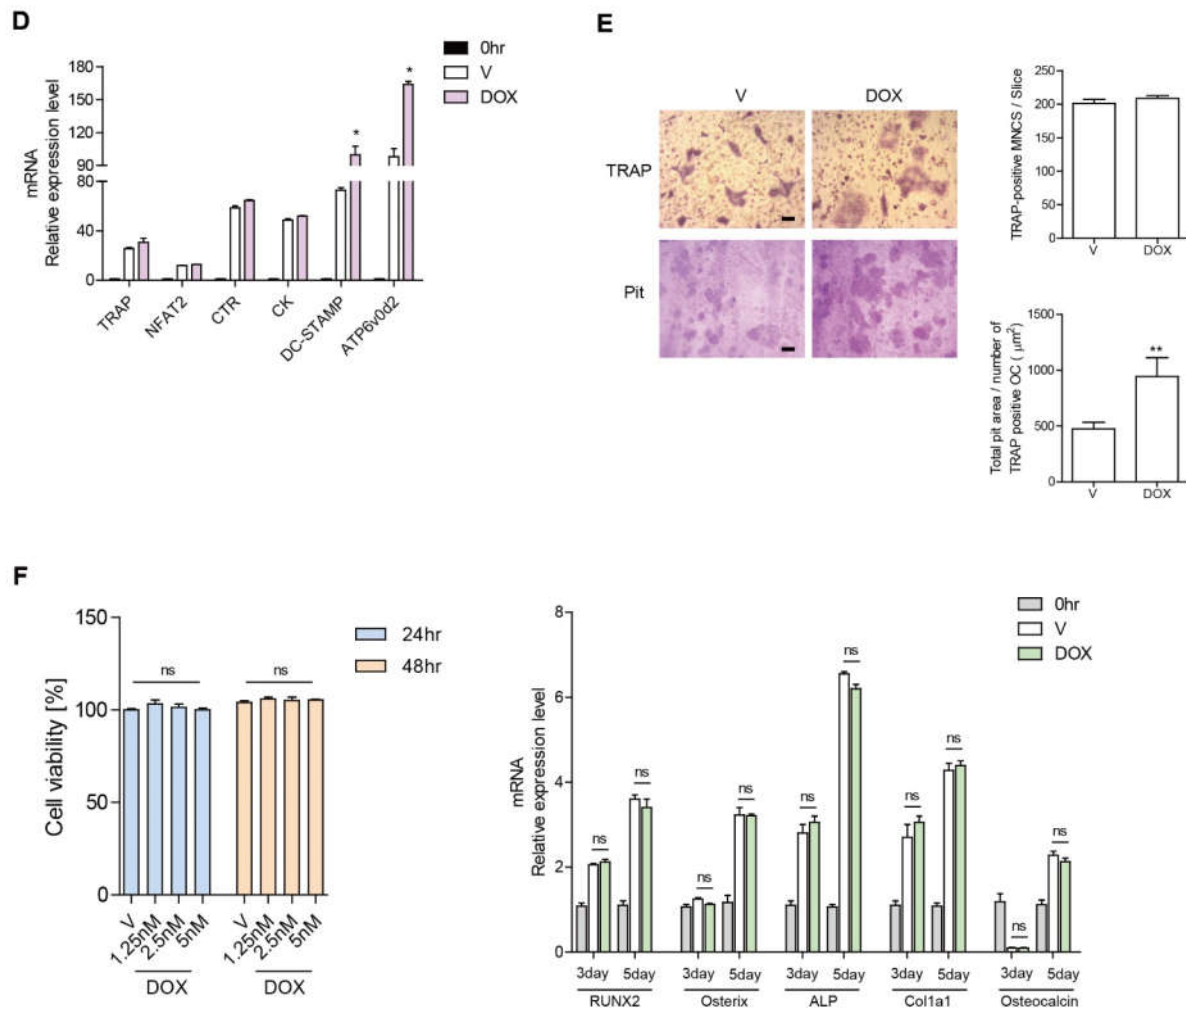 D
0hr
V
DOX
mRNA
Relative expression level
180
150
120
90
80
40
0
*
*
TRAP
NFAT2
CTR
CK
DC-STAMP
ATP6v0d2
E
V
DOX
TRAP
Pit
TRAP-positive MNCS / Slice
250
200
150
100
50
0
V
DOX
Total pit area / number of
TRAP positive OC ( μm²)
1500
1000
500
0
**
V
DOX
F
Cell viability [%]
150
100
50
0
ns
ns
24hr
48hr
V
1.25nM
2.5nM
5nM
V
1.25nM
2.5nM
5nM
DOX
DOX
mRNA
Relative expression level
8
6
4
2
0
0hr
V
DOX
ns
ns
ns
ns
ns
ns
ns
ns
ns
ns
3day
5day
3day
5day
3day
5day
3day
5day
3day
5day
RUNX2
Osterix
ALP
Col1a1
Osteocalcin